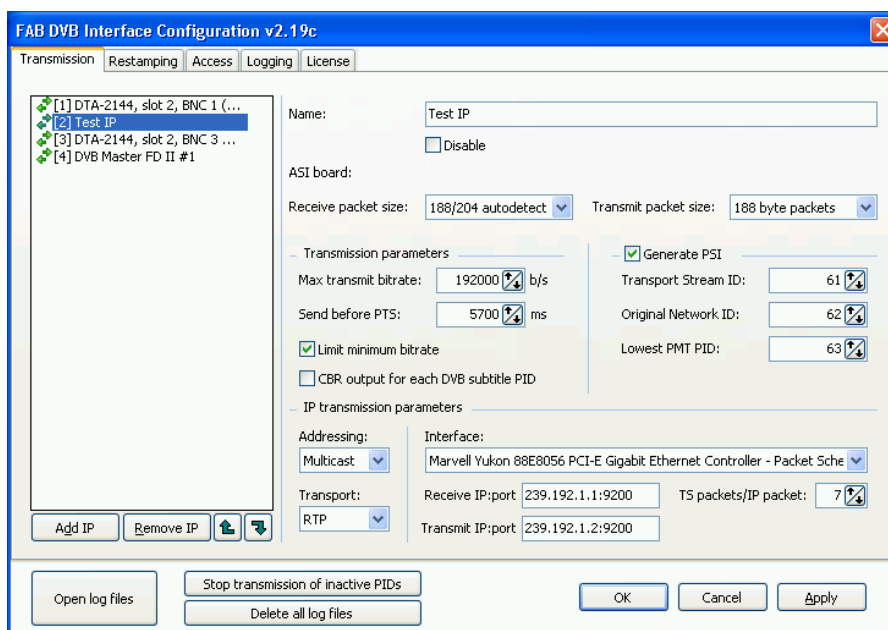 FAB DVB Interface Configuration v2.19c
Transmission Restamping Access Logging License
[1] DTA-2144, slot 2, BNC 1 (...
[2] Test IP
[3] DTA-2144, slot 2, BNC 3 ...
[4] DVB Master FD II #1
Name: Test IP
Disable
ASI board:
Receive packet size: 188/204 autodetect Transmit packet size: 188 byte packets
Transmission parameters
Max transmit bitrate: 192000 b/s
Send before PTS: 5700 ms
Limit minimum bitrate
CBR output for each DVB subtitle PID
Generate PSI
Transport Stream ID: 61
Original Network ID: 62
Lowest PMT PID: 63
IP transmission parameters
Addressing:
Multicast
Transport:
RTP
Interface:
Marvell Yukon 88E8056 PCI-E Gigabit Ethernet Controller - Packet Sche
Receive IP:port 239.192.1.1:9200 TS packets/IP packet: 7
Transmit IP:port 239.192.1.2:9200
Add IP Remove IP
Open log files
Stop transmission of inactive PIDs
Delete all log files
OK Cancel Apply